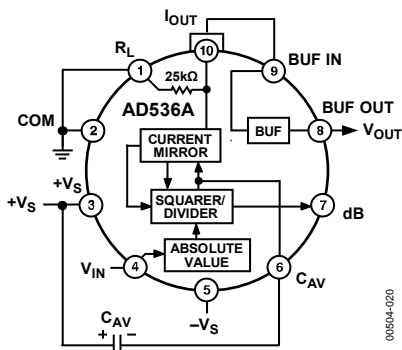 IOUT
RL
10
BUF IN
1
9
25kΩ
AD536A
BUF OUT
COM
2
CURRENT
MIRROR
BUF
8
VOUT
+VS
+VS
3
SQUARER/
DIVIDER
7
dB
VIN
4
ABSOLUTE
VALUE
6
CAV
5
–VS
CAV
+ –
00504-020